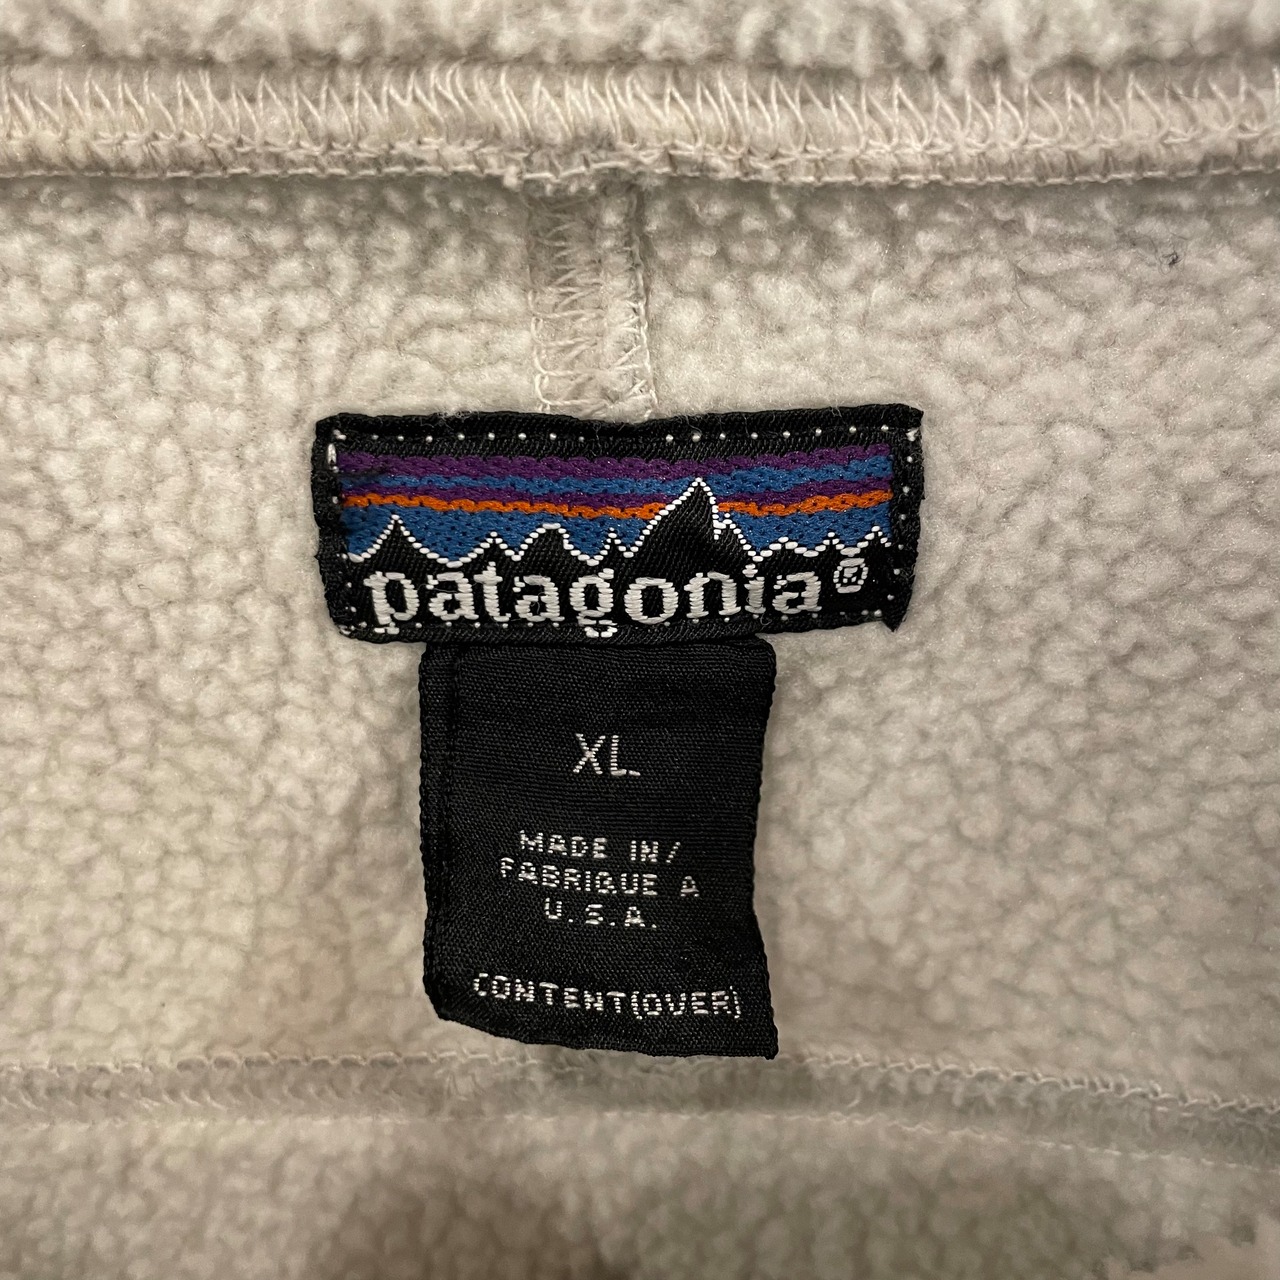 patagonia®
XL
MADE IN/
FABRIQUE A
U.S.A.
CONTENT(OVER)